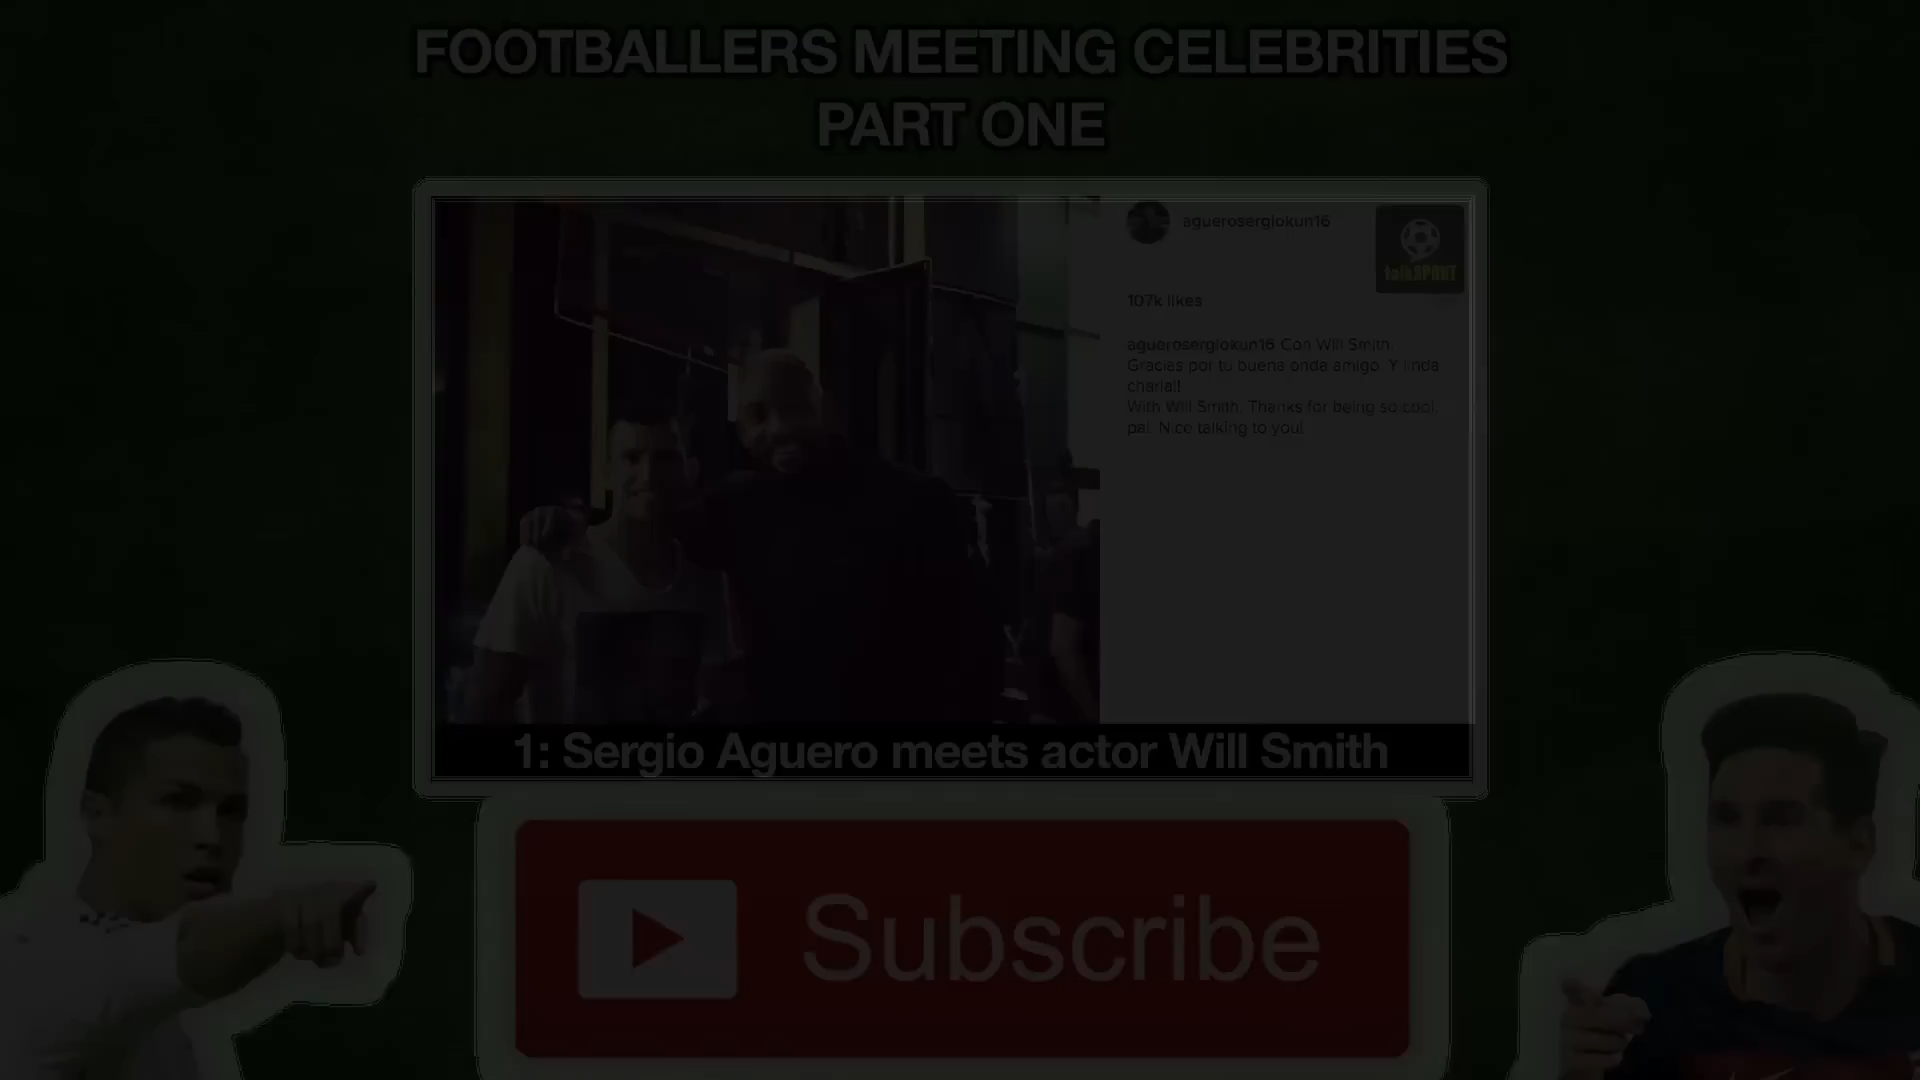 FOOTBALLERS MEETING CELEBRITIES
PART ONE
aguerosergiokun16
talkSPORT
107k likes
aguerosergiokun16 Con Will Smith.
Gracias por tu buena onda amigo. Y linda
charla!!
With Will Smith. Thanks for being so cool,
pal. Nice talking to you!
1: Sergio Aguero meets actor Will Smith
Subscribe